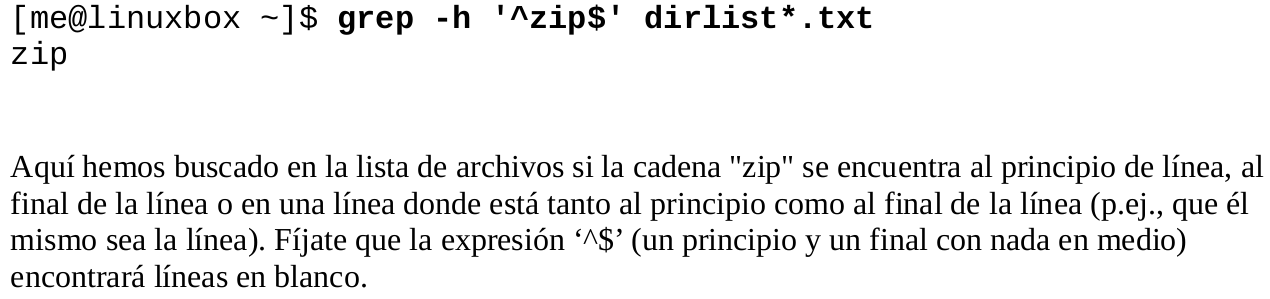 [me@linuxbox ~]$ grep -h '^zip$' dirlist*.txt
zip
Aquí hemos buscado en la lista de archivos si la cadena "zip" se encuentra al principio de línea, al
final de la línea o en una línea donde está tanto al principio como al final de la línea (p.ej., que él
mismo sea la línea). Fíjate que la expresión ‘^$’ (un principio y un final con nada en medio)
encontrará líneas en blanco.